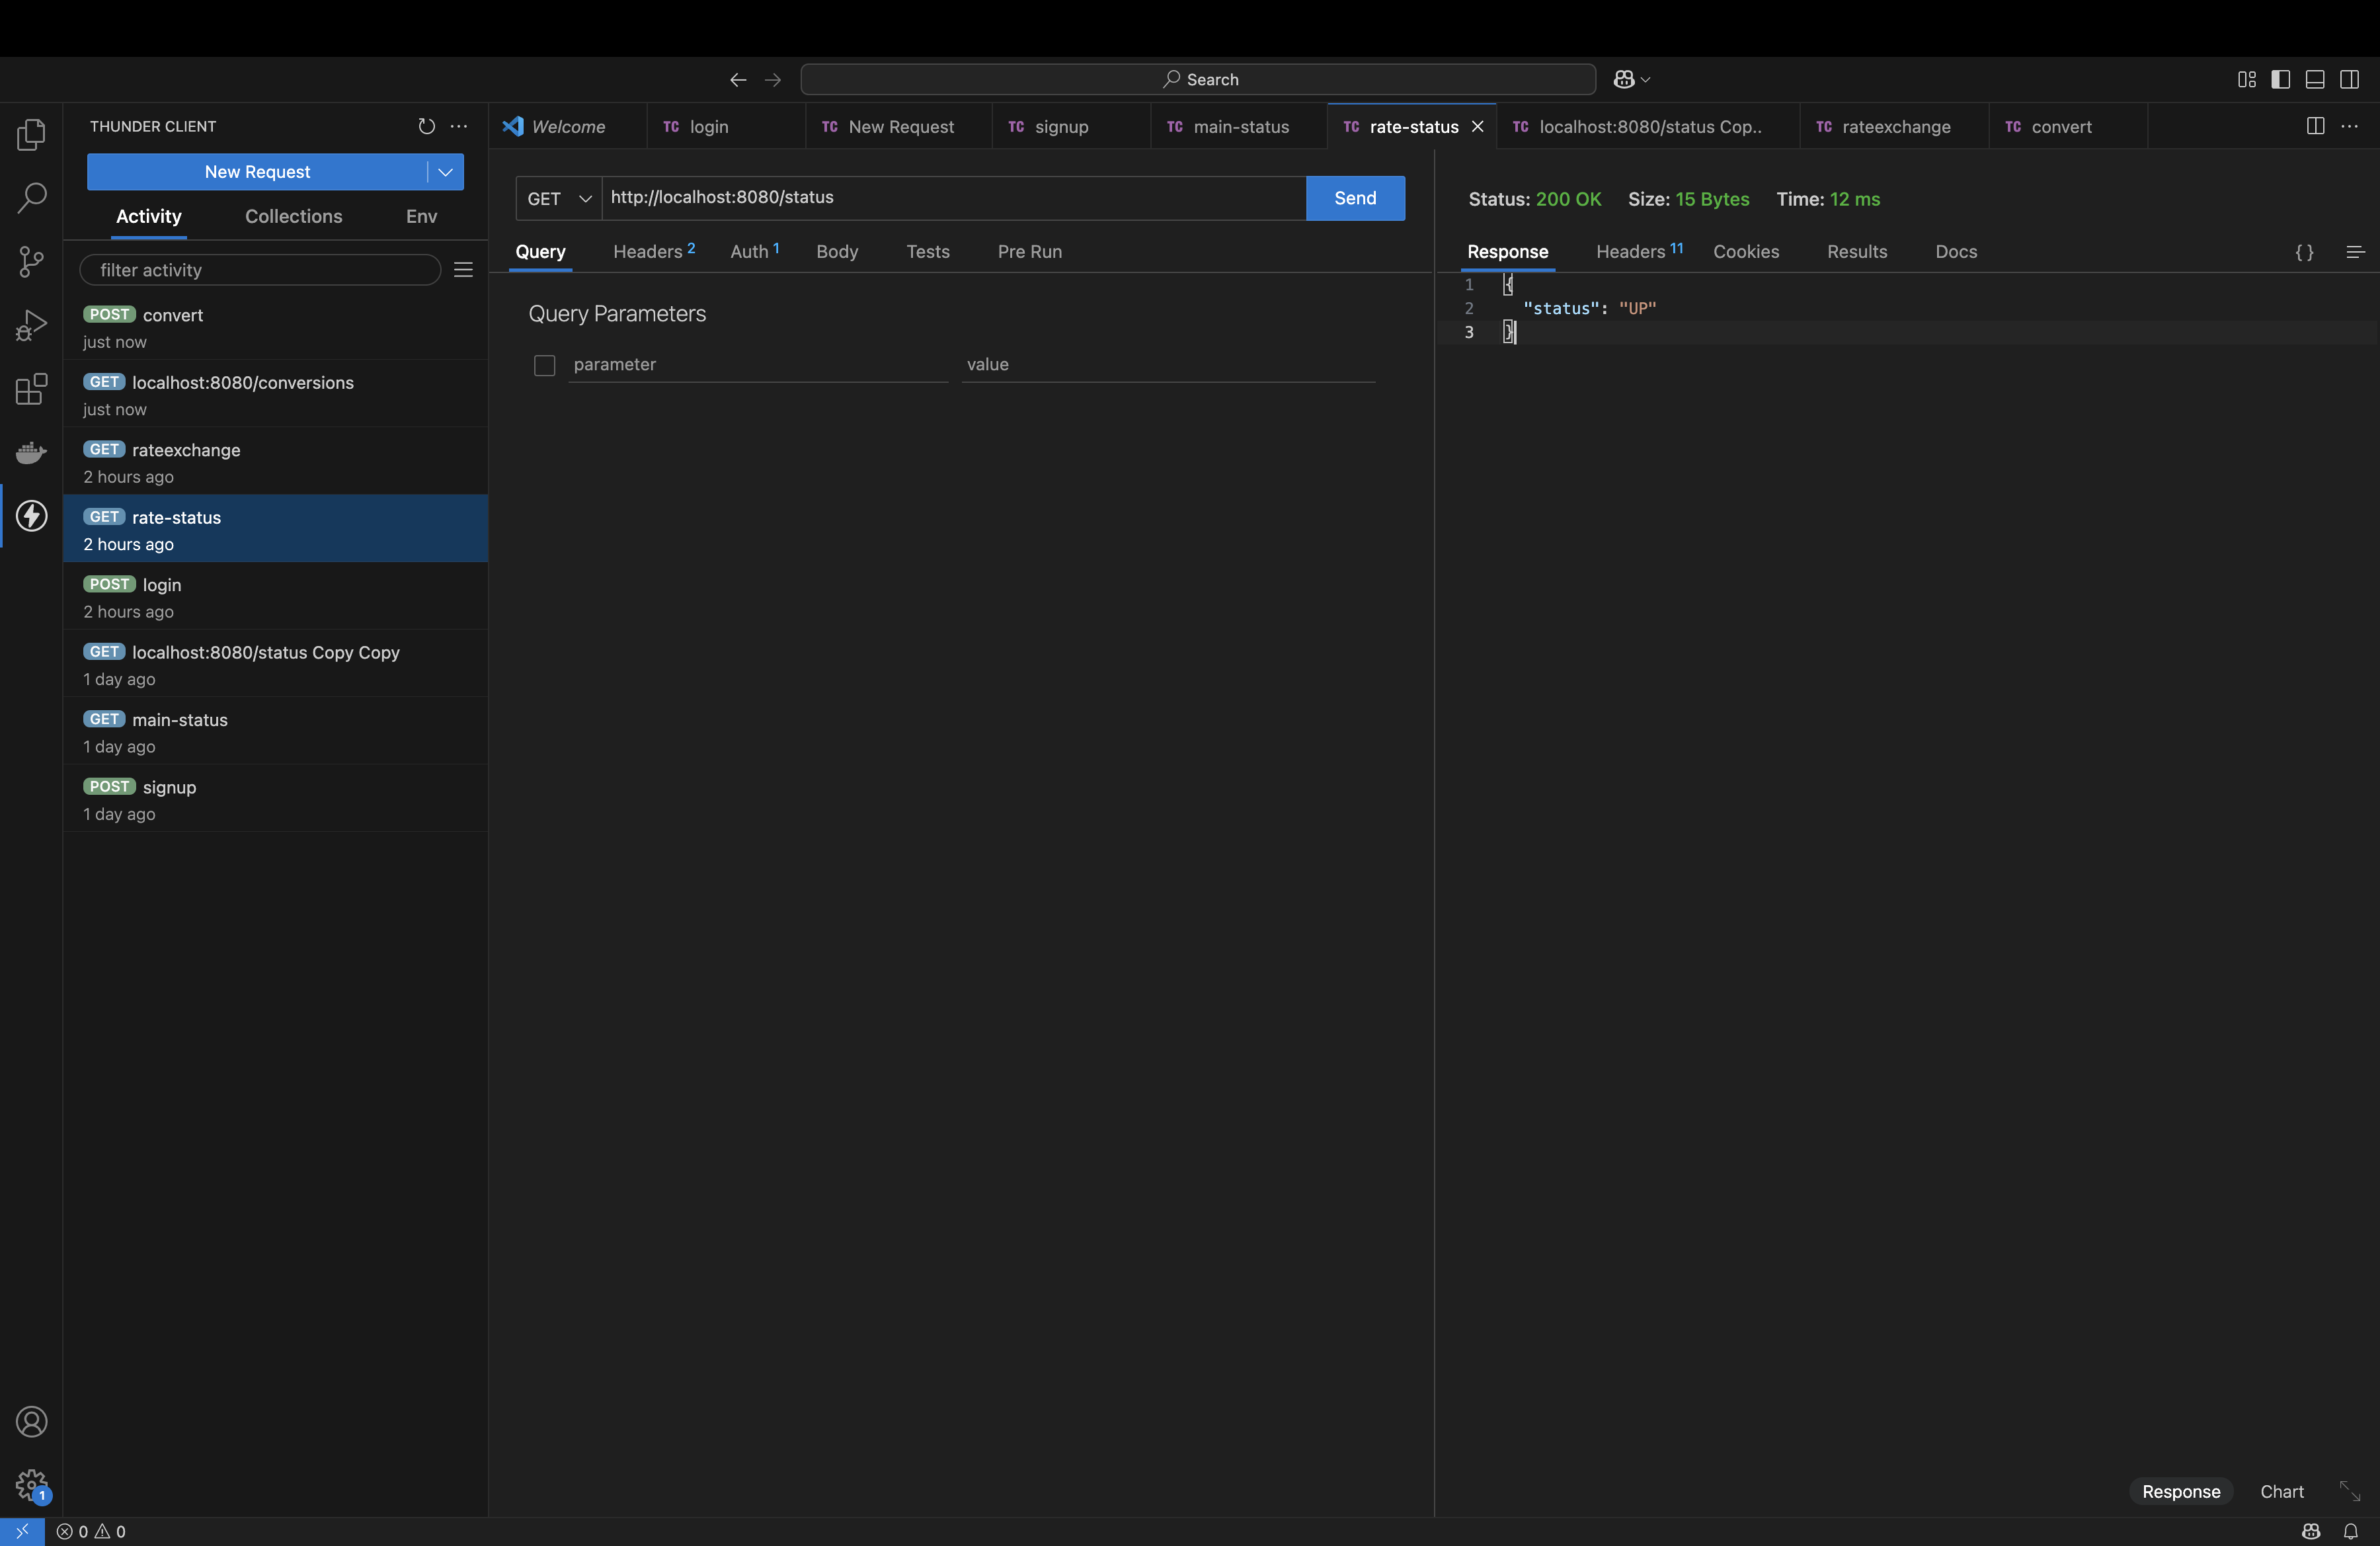 Search
THUNDER CLIENT
New Request
Activity Collections Env
filter activity
POST convert
just now
GET localhost:8080/conversions
just now
GET rateexchange
2 hours ago
GET rate-status
2 hours ago
POST login
2 hours ago
GET localhost:8080/status Copy Copy
1 day ago
GET main-status
1 day ago
POST signup
1 day ago
1
0 0
Welcome TC login TC New Request TC signup TC main-status TC rate-status TC localhost:8080/status Cop.. TC rateexchange TC convert
GET http://localhost:8080/status Send
Query Headers 2 Auth 1 Body Tests Pre Run
Query Parameters
parameter value
Status: 200 OK Size: 15 Bytes Time: 12 ms
Response Headers 11 Cookies Results Docs {}
1 {
2 "status": "UP"
3 }
Response Chart